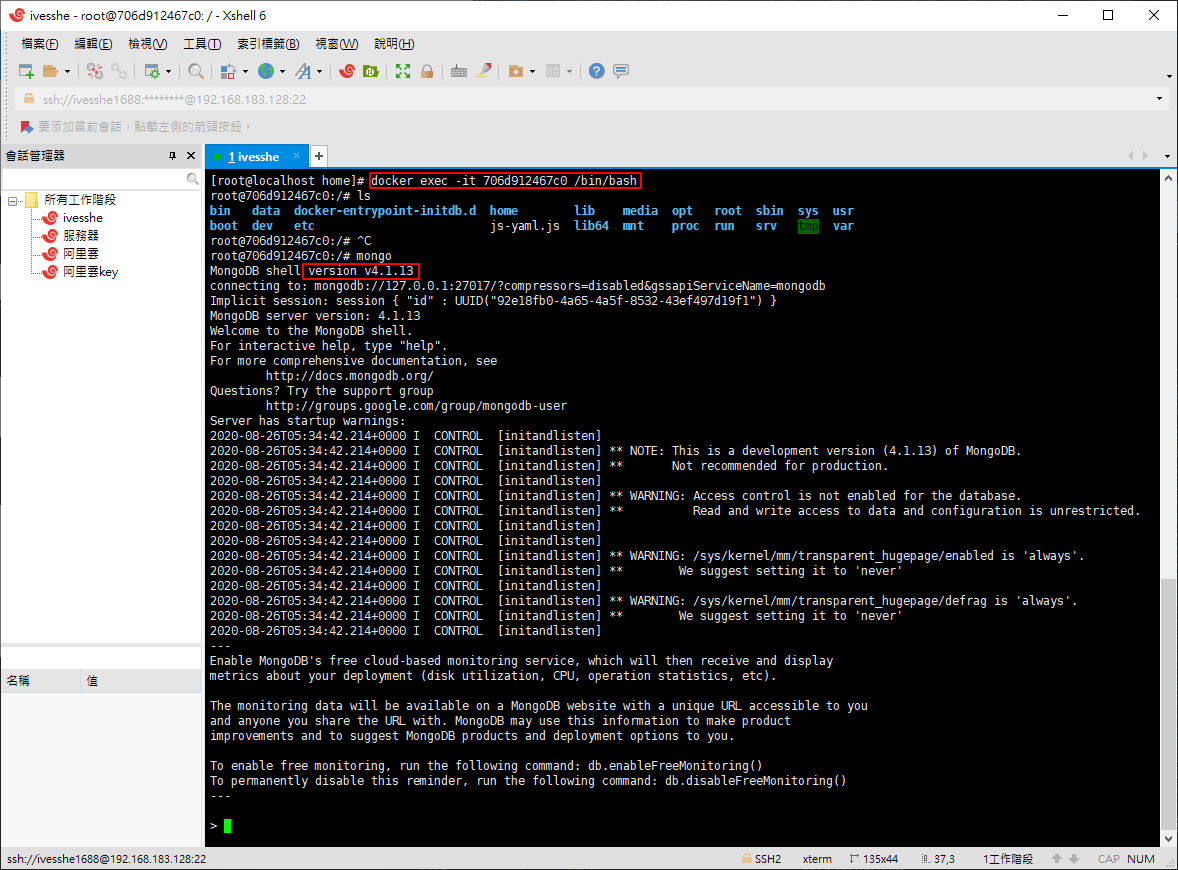 ivesshe - root@706d912467c0: / - Xshell 6
檔案(F) 編輯(E) 檢視(V) 工具(T) 索引標籤(B) 視窗(W) 說明(H)
ssh://ivesshe1688:********@192.168.183.128:22
要添加當前會話，點擊左側的箭頭按鈕。
會話管理器
所有工作階段
ivesshe
服務器
阿里雲
阿里雲key
名稱 值
1 ivesshe
[root@localhost home]# docker exec -it 706d912467c0 /bin/bash
root@706d912467c0:/# ls
bin data docker-entrypoint-initdb.d home lib media opt root sbin sys usr
boot dev etc js-yaml.js lib64 mnt proc run srv tmp var
root@706d912467c0:/# ^C
root@706d912467c0:/# mongo
MongoDB shell version v4.1.13
connecting to: mongodb://127.0.0.1:27017/?compressors=disabled&gssapiServiceName=mongodb
Implicit session: session { "id" : UUID("92e18fb0-4a65-4a5f-8532-43ef497d19f1") }
MongoDB server version: 4.1.13
Welcome to the MongoDB shell.
For interactive help, type "help".
For more comprehensive documentation, see
http://docs.mongodb.org/
Questions? Try the support group
http://groups.google.com/group/mongodb-user
Server has startup warnings:
2020-08-26T05:34:42.214+0000 I CONTROL [initandlisten]
2020-08-26T05:34:42.214+0000 I CONTROL [initandlisten] ** NOTE: This is a development version (4.1.13) of MongoDB.
2020-08-26T05:34:42.214+0000 I CONTROL [initandlisten] ** Not recommended for production.
2020-08-26T05:34:42.214+0000 I CONTROL [initandlisten]
2020-08-26T05:34:42.214+0000 I CONTROL [initandlisten] ** WARNING: Access control is not enabled for the database.
2020-08-26T05:34:42.214+0000 I CONTROL [initandlisten] ** Read and write access to data and configuration is unrestricted.
2020-08-26T05:34:42.214+0000 I CONTROL [initandlisten]
2020-08-26T05:34:42.214+0000 I CONTROL [initandlisten]
2020-08-26T05:34:42.214+0000 I CONTROL [initandlisten] ** WARNING: /sys/kernel/mm/transparent_hugepage/enabled is 'always'.
2020-08-26T05:34:42.214+0000 I CONTROL [initandlisten] ** We suggest setting it to 'never'
2020-08-26T05:34:42.214+0000 I CONTROL [initandlisten]
2020-08-26T05:34:42.214+0000 I CONTROL [initandlisten] ** WARNING: /sys/kernel/mm/transparent_hugepage/defrag is 'always'.
2020-08-26T05:34:42.214+0000 I CONTROL [initandlisten] ** We suggest setting it to 'never'
2020-08-26T05:34:42.214+0000 I CONTROL [initandlisten]
---
Enable MongoDB's free cloud-based monitoring service, which will then receive and display
metrics about your deployment (disk utilization, CPU, operation statistics, etc).
The monitoring data will be available on a MongoDB website with a unique URL accessible to you
and anyone you share the URL with. MongoDB may use this information to make product
improvements and to suggest MongoDB products and deployment options to you.
To enable free monitoring, run the following command: db.enableFreeMonitoring()
To permanently disable this reminder, run the following command: db.disableFreeMonitoring()
---
>
ssh://ivesshe1688@192.168.183.128:22 SSH2 xterm 135x44 37,3 1工作階段 CAP NUM